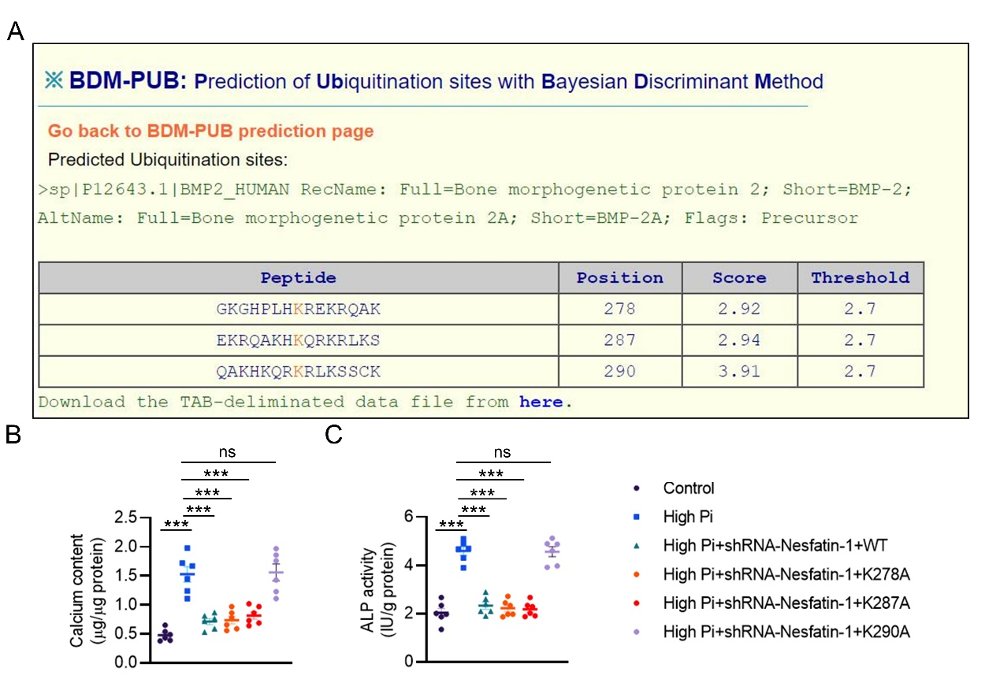 A
※ BDM-PUB: Prediction of Ubiquitination sites with Bayesian Discriminant Method
Go back to BDM-PUB prediction page
Predicted Ubiquitination sites:
>sp|P12643.1|BMP2_HUMAN RecName: Full=Bone morphogenetic protein 2; Short=BMP-2;
AltName: Full=Bone morphogenetic protein 2A; Short=BMP-2A; Flags: Precursor
Peptide Position Score Threshold
GKGHPLHKREKRQAK 278 2.92 2.7
EKRQAKHKQRKRLKS 287 2.94 2.7
QAKHKQRKRLKSSCK 290 3.91 2.7
Download the TAB-deliminated data file from here.
B
ns
***
***
***
***
Calcium content
(μg/μg protein)
2.5
2.0
1.5
1.0
0.5
0.0
C
ns
***
***
***
***
ALP activity
(IU/g protein)
6
4
2
0
Control
High Pi
High Pi+shRNA-Nesfatin-1+WT
High Pi+shRNA-Nesfatin-1+K278A
High Pi+shRNA-Nesfatin-1+K287A
High Pi+shRNA-Nesfatin-1+K290A